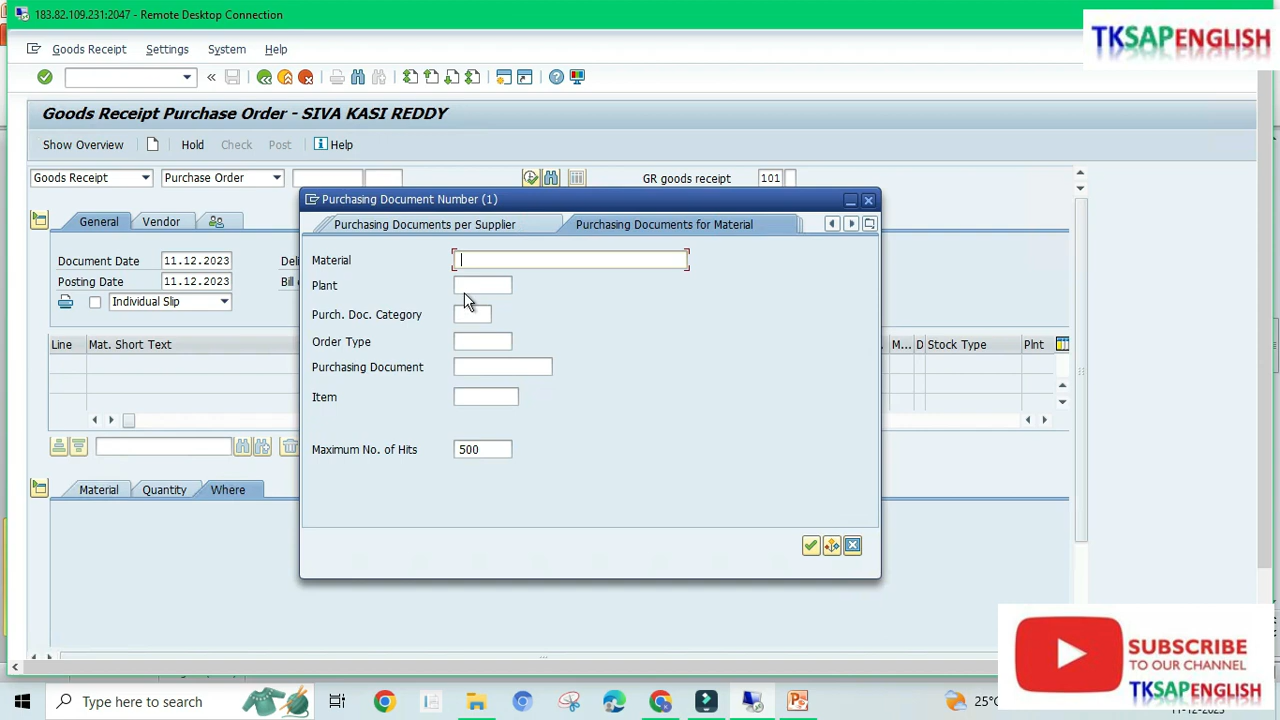 183.82.109.231:2047 - Remote Desktop Connection
TKSAPENGLISH
Goods Receipt Settings System Help
Goods Receipt Purchase Order - SIVA KASI REDDY
Show Overview Hold Check Post Help
Goods Receipt Purchase Order GR goods receipt 101
Purchasing Document Number (1)
General Vendor
Purchasing Documents per Supplier Purchasing Documents for Material
Document Date 11.12.2023
Posting Date 11.12.2023
Individual Slip
Material
Plant
Purch. Doc. Category
Order Type
Purchasing Document
Item
Maximum No. of Hits 500
Line Mat. Short Text M... D Stock Type Plnt
Material Quantity Where
SUBSCRIBE
TO OUR CHANNEL
TKSAPENGLISH
Type here to search
25°C